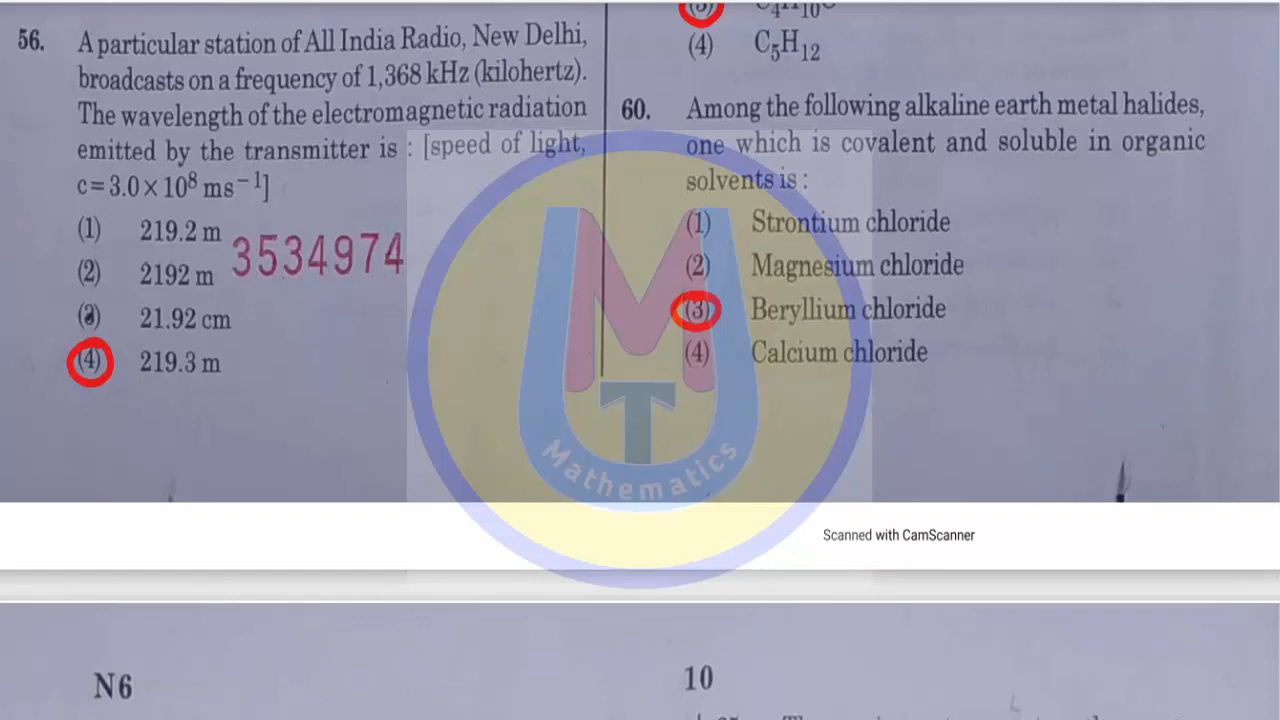 56. A particular station of All India Radio, New Delhi,
broadcasts on a frequency of 1,368 kHz (kilohertz).
The wavelength of the electromagnetic radiation
emitted by the transmitter is : [speed of light,
c = 3.0 × 10⁸ ms⁻¹]
(1) 219.2 m
(2) 2192 m
3534974
21.92 cm
(4) 219.3 m
(4) C₅H₁₂
60. Among the following alkaline earth metal halides,
one which is covalent and soluble in organic
solvents is :
(1) Strontium chloride
(2) Magnesium chloride
(3) Beryllium chloride
(4) Calcium chloride
MT
Mathematics
Scanned with CamScanner
N6
10